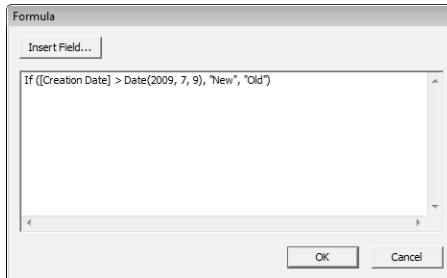 Formula
Insert Field...
If ([Creation Date] > Date(2009, 7, 9), "New", "Old")
OK
Cancel